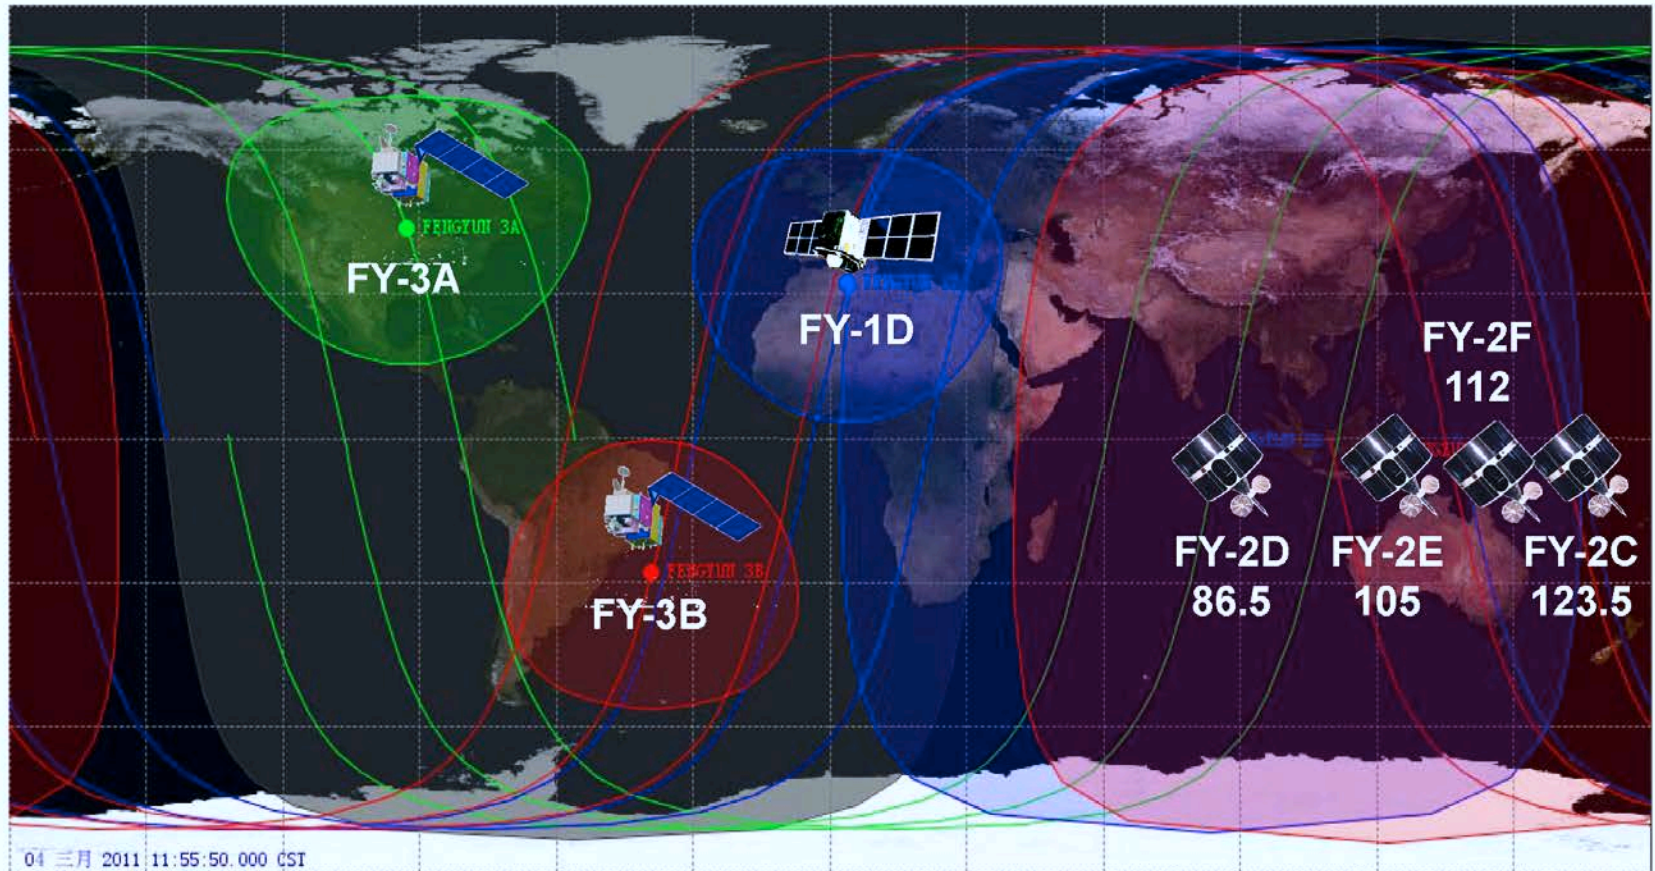 FENGYUN 3A
FY-3A
FY-1D
FY-2F
112
FY-2D
86.5
FY-2E
105
FY-2C
123.5
FENGYUN 3B
FY-3B
04 三月 2011 11:55:50.000 CST